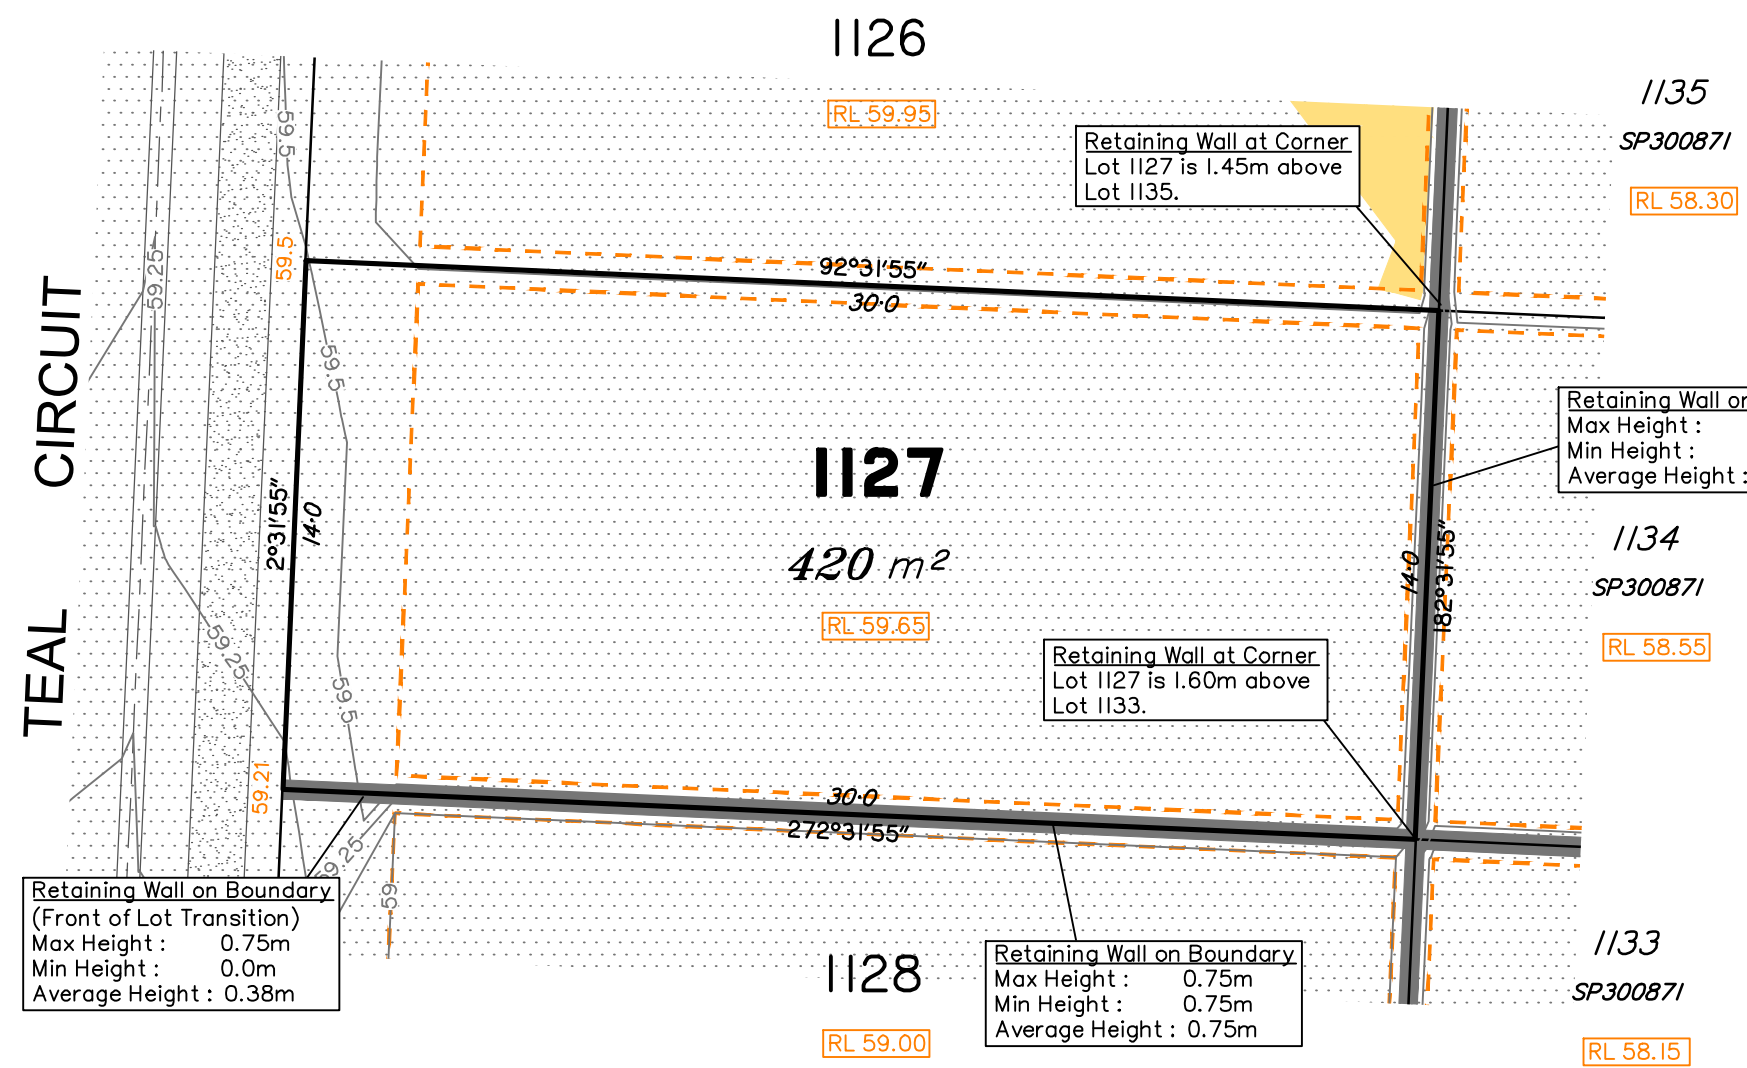 1126
RL 59.95
1135
SP300871
RL 58.30
Retaining Wall at Corner
Lot 1127 is 1.45m above
Lot 1135.
59.5
59.5
59.25
92°31'55"
30·0
TEAL CIRCUIT
59.5
Retaining Wall or
Max Height :
Min Height :
Average Height :
1127
420 m²
RL 59.65
2°31'55"
14·0
14·0
182°31'55"
1134
SP300871
RL 58.55
59.25
59.5
Retaining Wall at Corner
Lot 1127 is 1.60m above
Lot 1133.
59.21
30·0
272°31'55"
59.25
59
Retaining Wall on Boundary
(Front of Lot Transition)
Max Height : 0.75m
Min Height : 0.0m
Average Height : 0.38m
1128
RL 59.00
Retaining Wall on Boundary
Max Height : 0.75m
Min Height : 0.75m
Average Height : 0.75m
1133
SP300871
RL 58.15